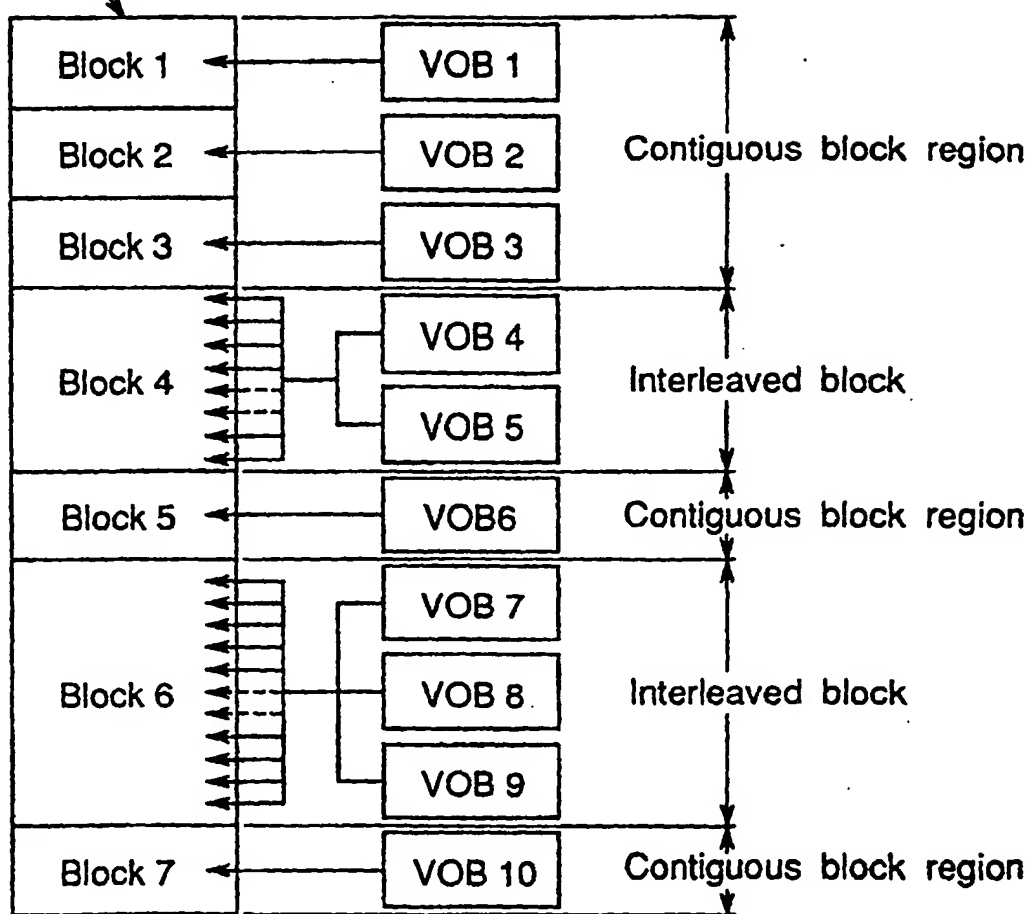 Block 1
VOB 1
Block 2
VOB 2
Contiguous block region
Block 3
VOB 3
VOB 4
Block 4
Interleaved block
VOB 5
Block 5
VOB6
Contiguous block region
VOB 7
Block 6
VOB 8
Interleaved block
VOB 9
Block 7
VOB 10
Contiguous block region